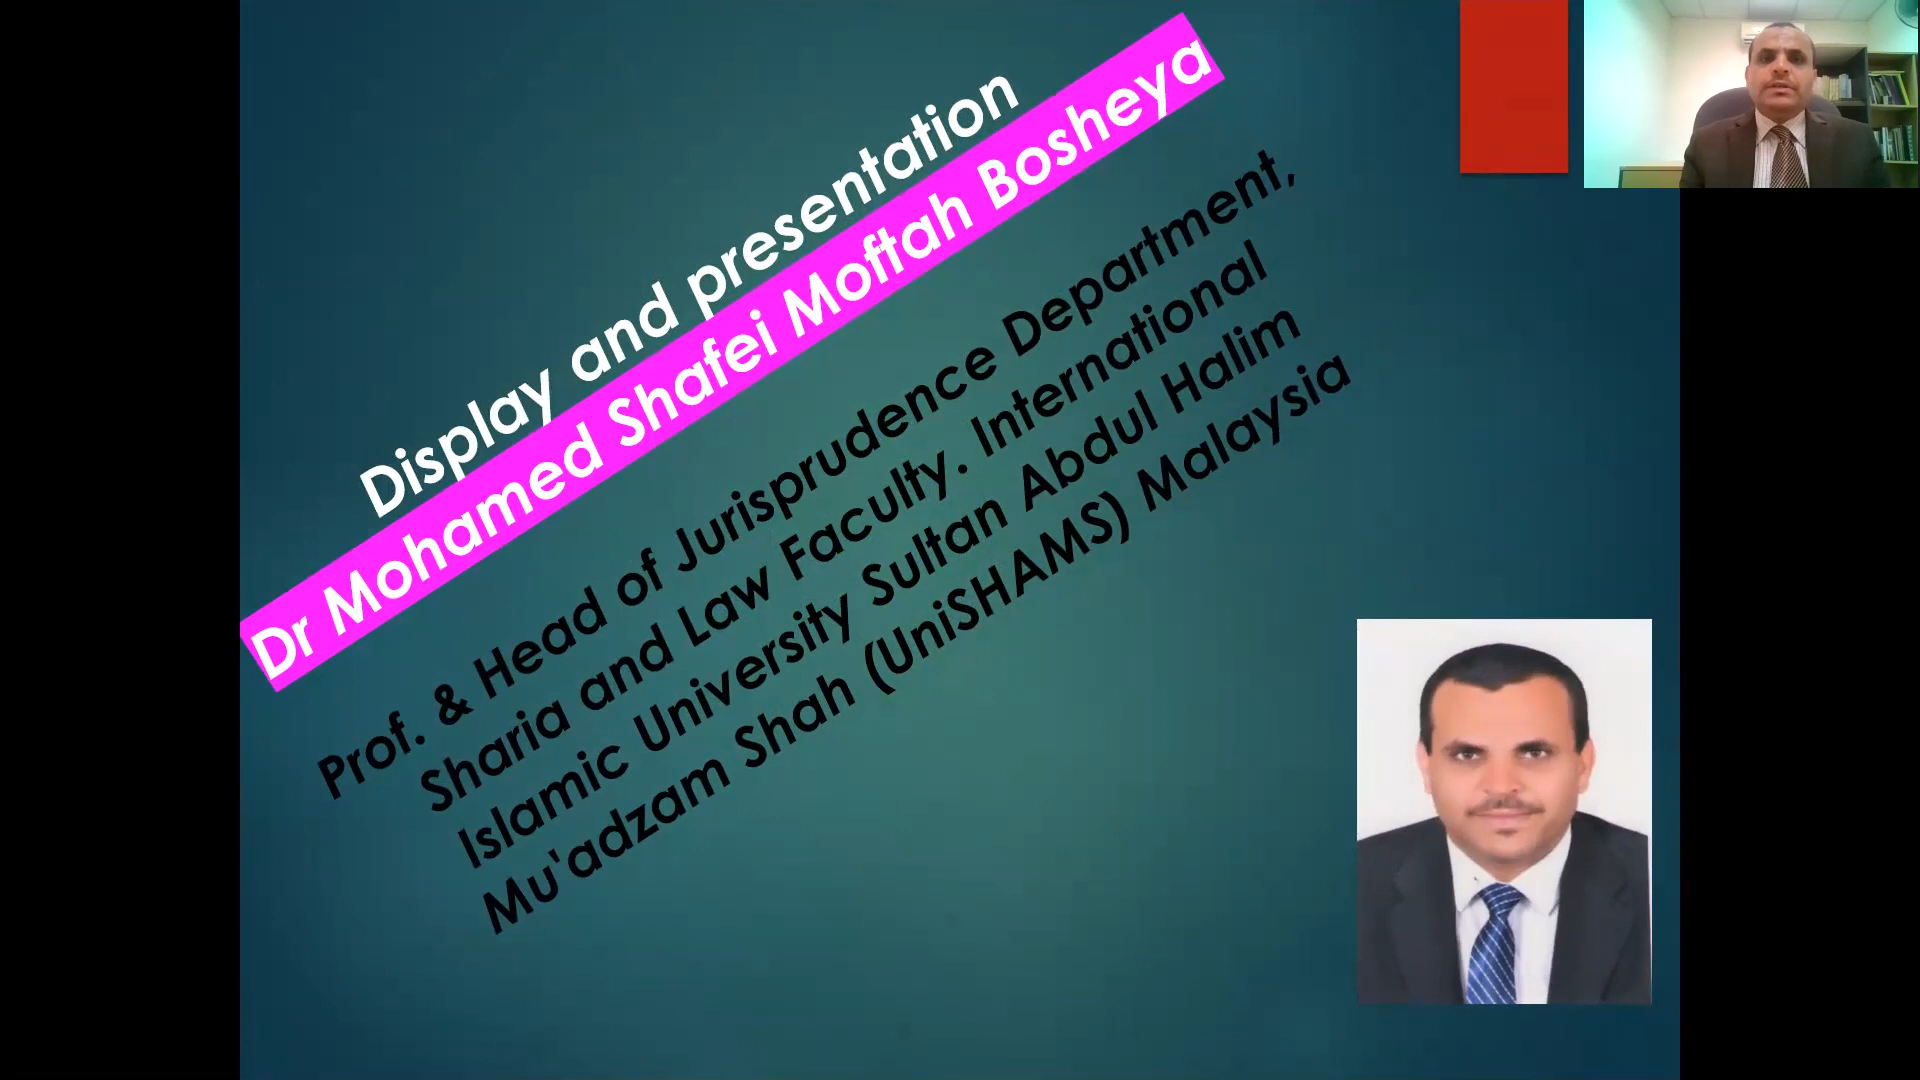 Display and presentation
Dr Mohamed Shafei Moftah Bosheya
Prof. & Head of Jurisprudence Department,
Sharia and Law Faculty. International
Islamic University Sultan Abdul Halim
Mu'adzam Shah (UniSHAMS) Malaysia